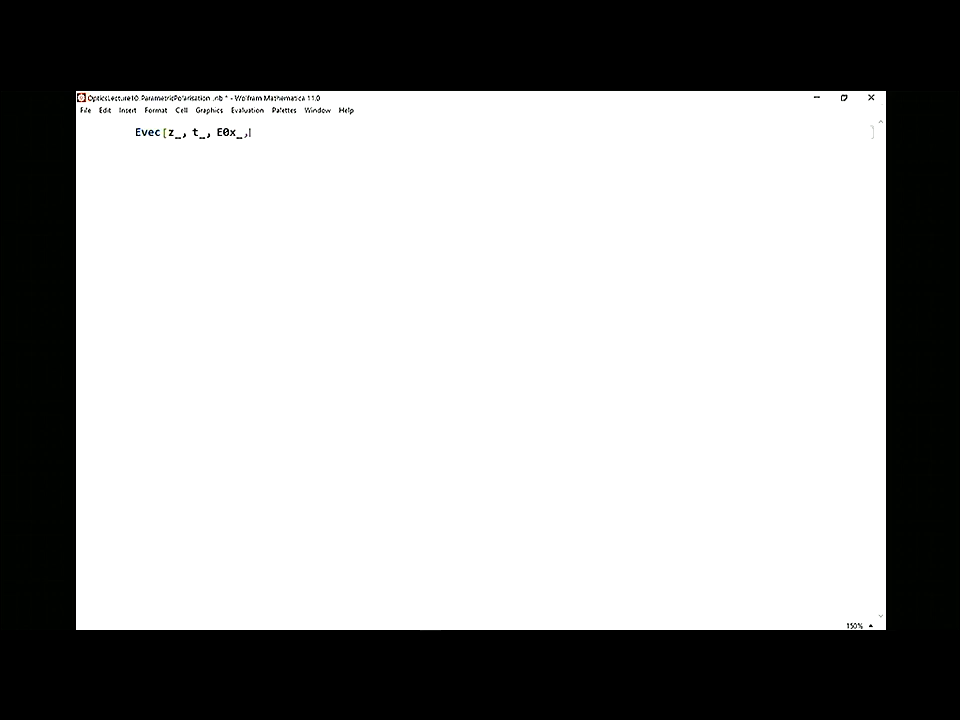 OpticsLecture10 ParametricPolarisation .nb * - Wolfram Mathematica 11.0
File Edit Insert Format Cell Graphics Evaluation Palettes Window Help
Evec[z_, t_, E0x_,
150%